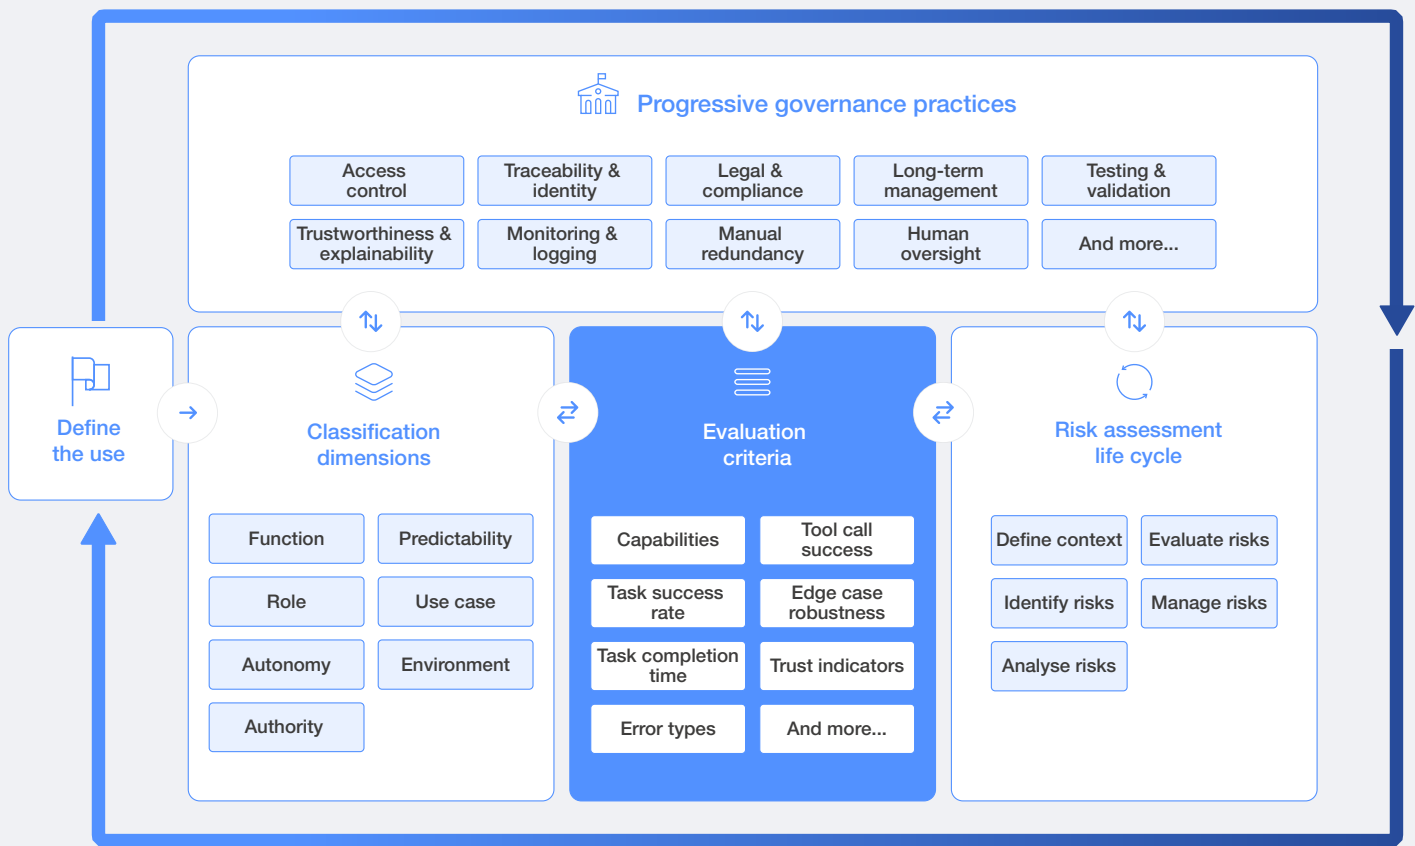 Progressive governance practices
Access
control
Traceability &
identity
Legal &
compliance
Long-term
management
Testing &
validation
Trustworthiness &
explainability
Monitoring &
logging
Manual
redundancy
Human
oversight
And more...
Define
the use
Classification
dimensions
Function
Predictability
Role
Use case
Autonomy
Environment
Authority
Evaluation
criteria
Capabilities
Tool call
success
Task success
rate
Edge case
robustness
Task completion
time
Trust indicators
Error types
And more...
Risk assessment
life cycle
Define context
Evaluate risks
Identify risks
Manage risks
Analyse risks